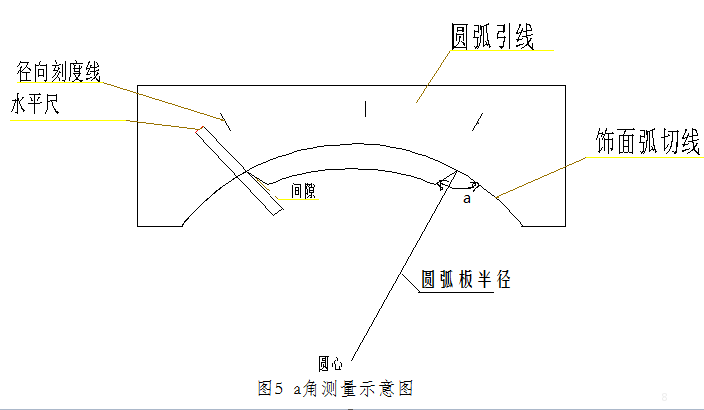 圆弧引线
径向刻度线
水平尺
饰面弧切线
间隙
a
圆弧板半径
圆心
图5 a角测量示意图
8